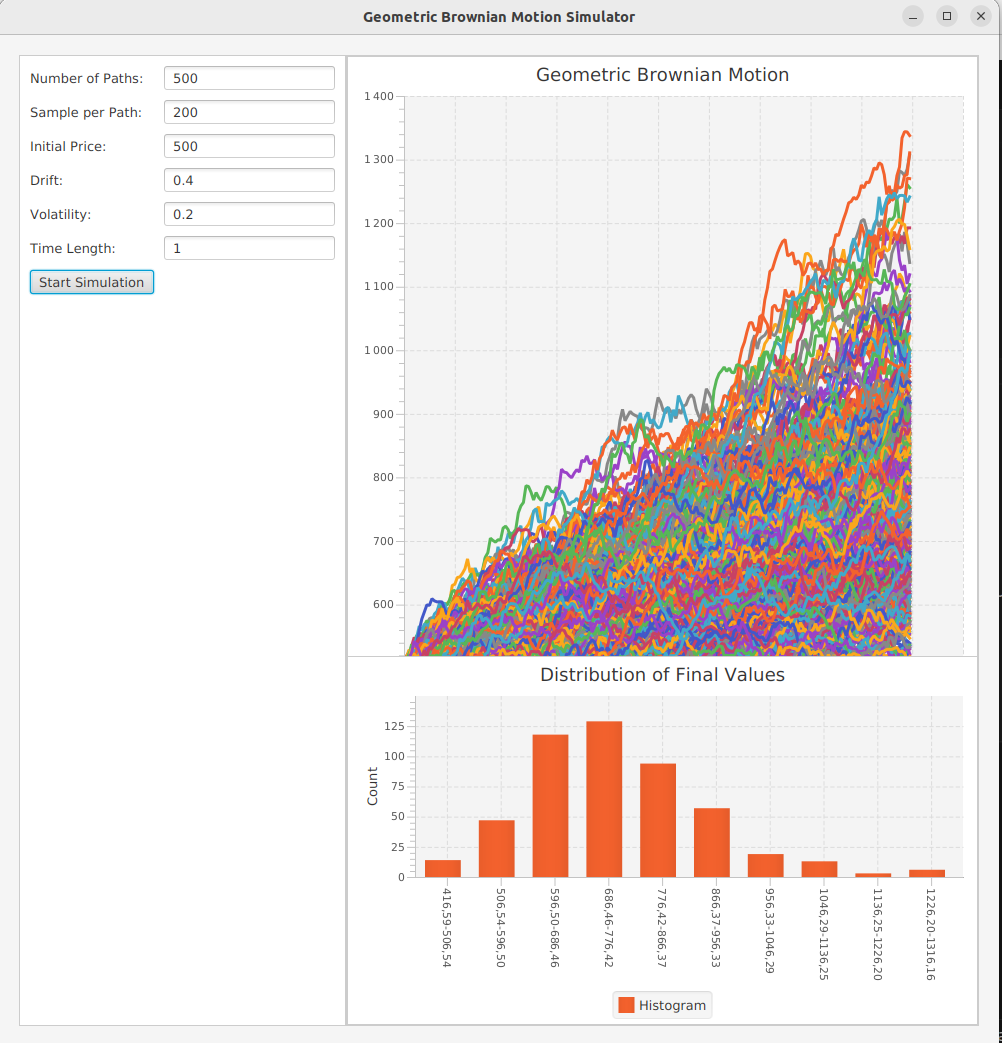 Geometric Brownian Motion Simulator
Number of Paths: 500
Sample per Path: 200
Initial Price: 500
Drift: 0.4
Volatility: 0.2
Time Length: 1
Start Simulation
Geometric Brownian Motion
1 400
1 300
1 200
1 100
1 000
900
800
700
600
Distribution of Final Values
Count
125
100
75
50
25
0
416,59-506,54
506,54-596,50
596,50-686,46
686,46-776,42
776,42-866,37
866,37-956,33
956,33-1046,29
1046,29-1136,25
1136,25-1226,20
1226,20-1316,16
Histogram